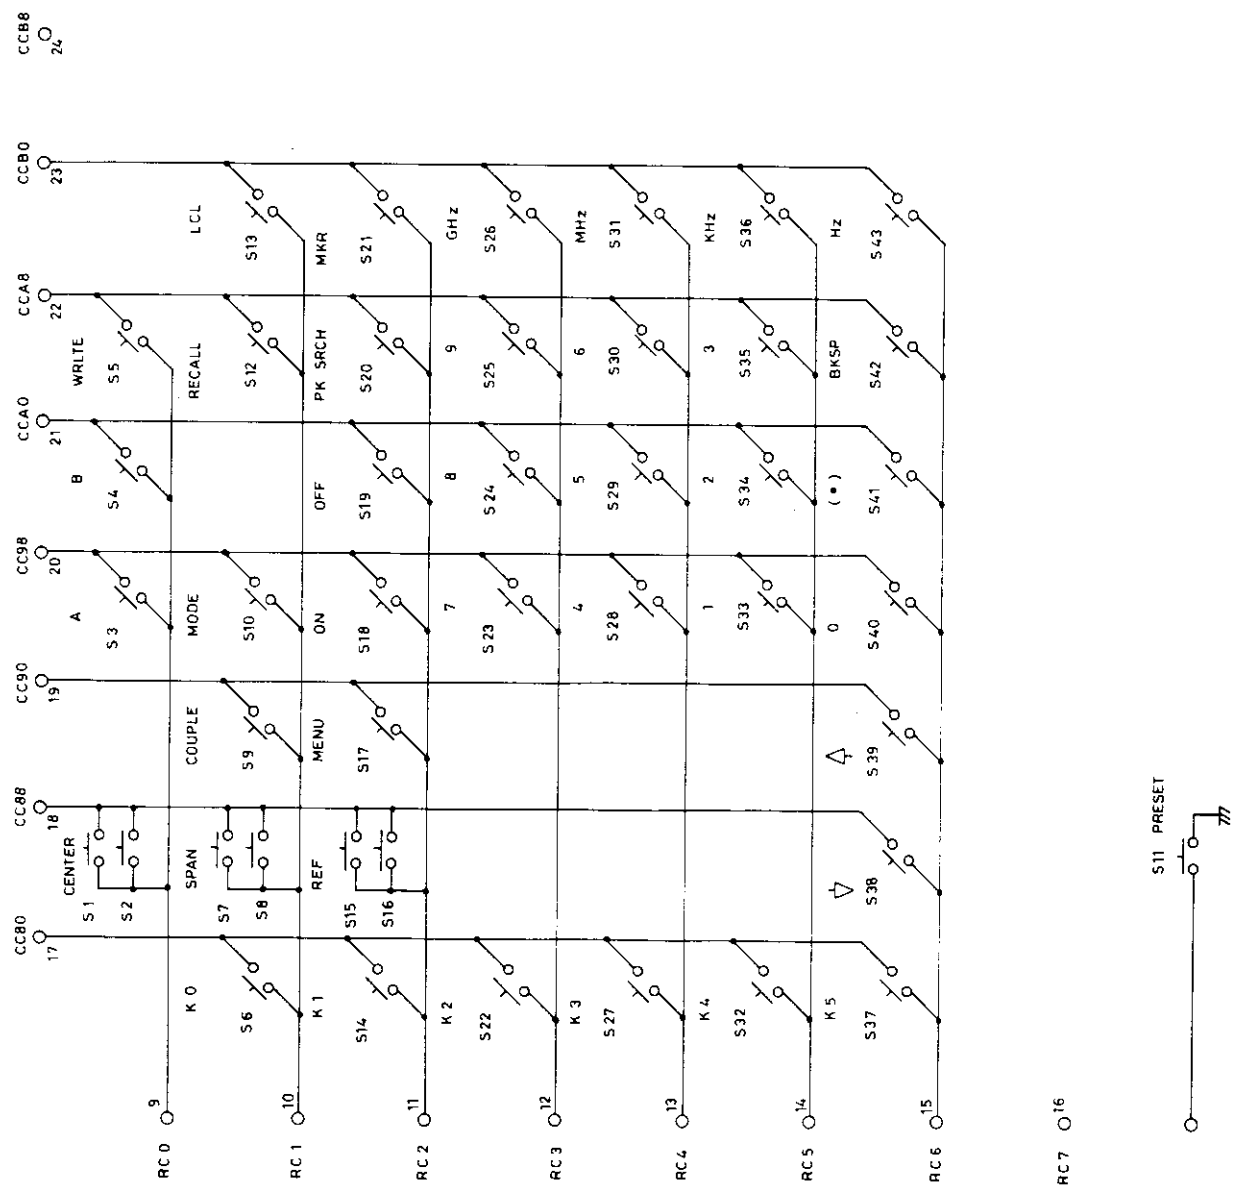 CC80
17
CC88
18
CC90
19
CC98
20
CCA0
21
CCA8
22
CCB0
23
CCB8
24
CENTER
S1
S2
A
S3
B
S4
WRLTE
S5
RC0
9
K0
S6
SPAN
S7
S8
COUPLE
S9
MODE
S10
RECALL
S12
LCL
S13
RC1
10
K1
S14
REF
S15
S16
MENU
S17
ON
S18
OFF
S19
PK SRCH
S20
MKR
S21
RC2
11
K2
S22
7
S23
8
S24
9
S25
GHz
S26
RC3
12
K3
S27
4
S28
5
S29
6
S30
MHz
S31
RC4
13
K4
S32
1
S33
2
S34
3
S35
KHz
S36
RC5
14
K5
S37
S38
S39
0
S40
(•)
S41
BKSP
S42
Hz
S43
RC6
15
RC7
16
S11 PRESET